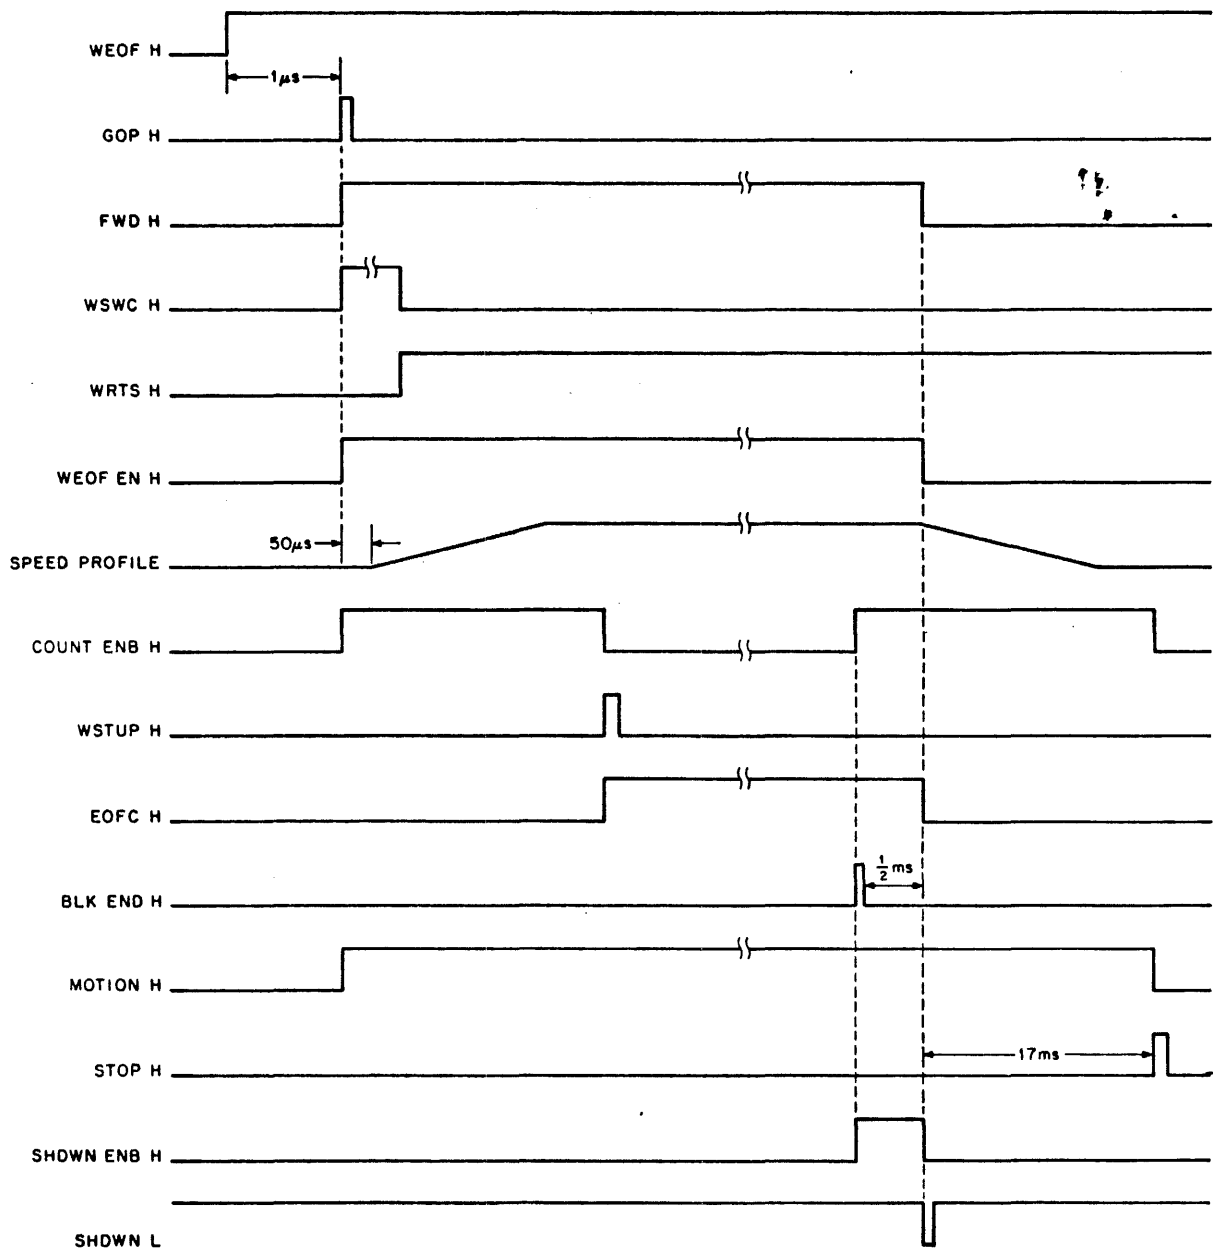 WEOF H
1μs
GOP H
FWD H
WSWC H
WRTS H
WEOF EN H
50μs
SPEED PROFILE
COUNT ENB H
WSTUP H
EOFC H
1/2 ms
BLK END H
MOTION H
17ms
STOP H
SHDWN ENB H
SHDWN L